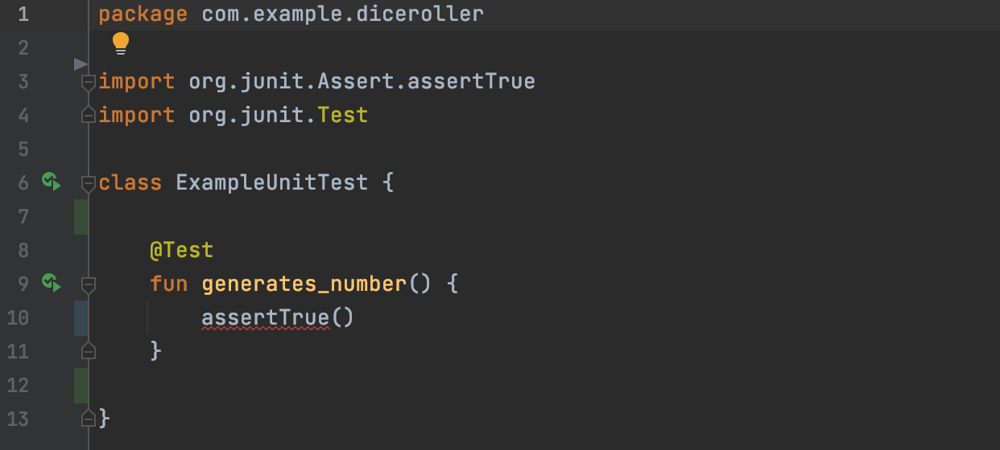 1 package com.example.diceroller
2
3 import org.junit.Assert.assertTrue
4 import org.junit.Test
5
6 class ExampleUnitTest {
7
8     @Test
9     fun generates_number() {
10         assertTrue()
11     }
12
13 }